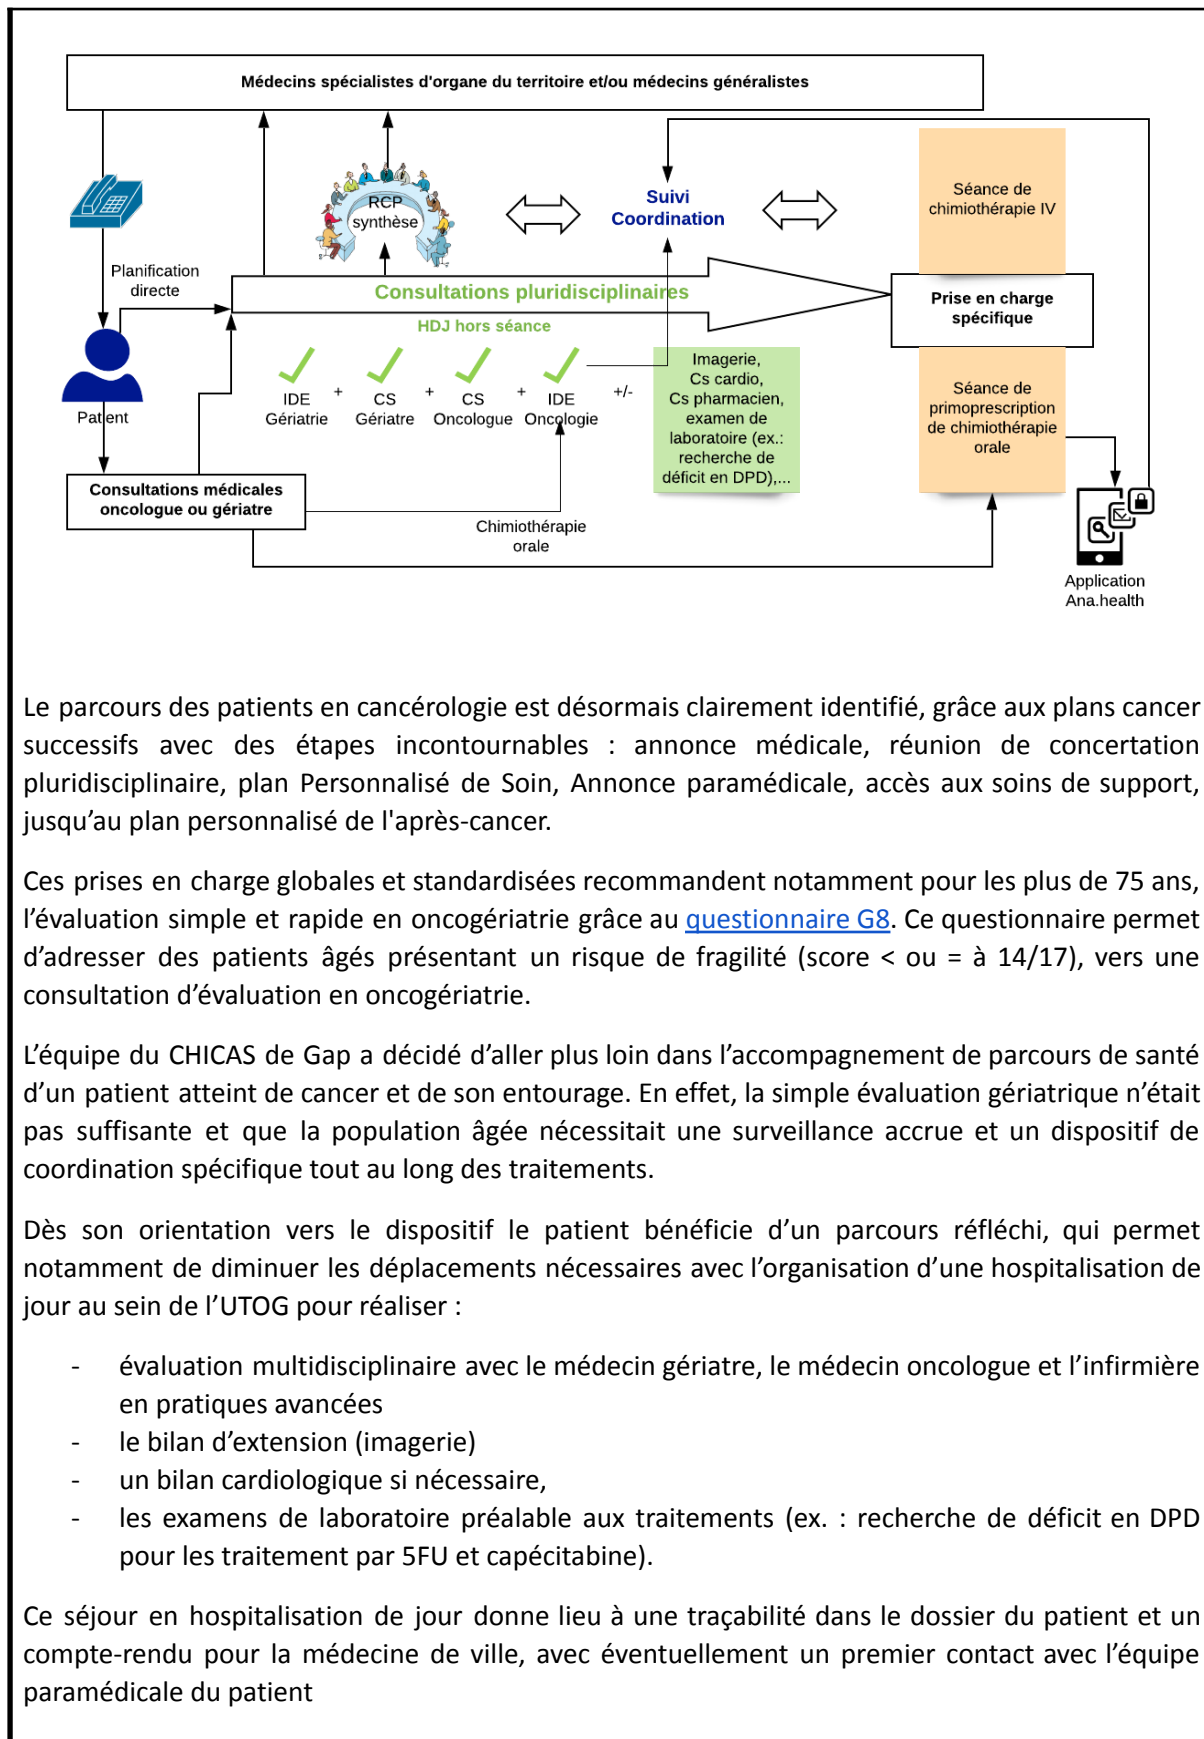 Médecins spécialistes d'organe du territoire et/ou médecins généralistes
RCP
synthèse
Suivi
Coordination
Séance de
chimiothérapie IV
Planification
directe
Patient
Consultations pluridisciplinaires
HDJ hors séance
Prise en charge
spécifique
IDE
Gériatrie
+
CS
Gériatre
+
CS
Oncologue
+
IDE
Oncologie
+/-
Imagerie,
Cs cardio,
Cs pharmacien,
examen de
laboratoire (ex.:
recherche de
déficit en DPD),...
Séance de
primoprescription
de chimiothérapie
orale
Consultations médicales
oncologue ou gériatre
Chimiothérapie
orale
Application
Ana.health
Le parcours des patients en cancérologie est désormais clairement identifié, grâce aux plans cancer
successifs avec des étapes incontournables : annonce médicale, réunion de concertation
pluridisciplinaire, plan Personnalisé de Soin, Annonce paramédicale, accès aux soins de support,
jusqu’au plan personnalisé de l'après-cancer.
Ces prises en charge globales et standardisées recommandent notamment pour les plus de 75 ans,
l’évaluation simple et rapide en oncogériatrie grâce au questionnaire G8. Ce questionnaire permet
d’adresser des patients âgés présentant un risque de fragilité (score < ou = à 14/17), vers une
consultation d’évaluation en oncogériatrie.
L’équipe du CHICAS de Gap a décidé d’aller plus loin dans l’accompagnement de parcours de santé
d’un patient atteint de cancer et de son entourage. En effet, la simple évaluation gériatrique n’était
pas suffisante et que la population âgée nécessitait une surveillance accrue et un dispositif de
coordination spécifique tout au long des traitements.
Dès son orientation vers le dispositif le patient bénéficie d’un parcours réfléchi, qui permet
notamment de diminuer les déplacements nécessaires avec l’organisation d’une hospitalisation de
jour au sein de l’UTOG pour réaliser :
- évaluation multidisciplinaire avec le médecin gériatre, le médecin oncologue et l’infirmière
en pratiques avancées
- le bilan d’extension (imagerie)
- un bilan cardiologique si nécessaire,
- les examens de laboratoire préalable aux traitements (ex. : recherche de déficit en DPD
pour les traitement par 5FU et capécitabine).
Ce séjour en hospitalisation de jour donne lieu à une traçabilité dans le dossier du patient et un
compte-rendu pour la médecine de ville, avec éventuellement un premier contact avec l’équipe
paramédicale du patient